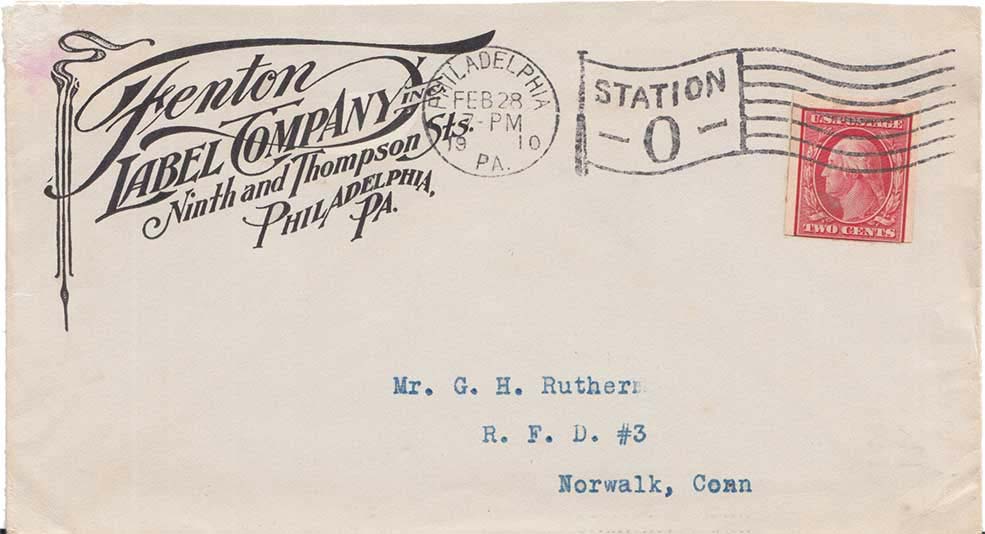 Fenton
LABEL COMPANY, INC.
Ninth and Thompson Sts.
PHILADELPHIA,
PA.
PHILADELPHIA
FEB 28
7-PM
19 10
PA.
STATION
- O -
U.S. POSTAGE
TWO CENTS
Mr. G. H.
R. F. D. #3
Norwalk, Conn